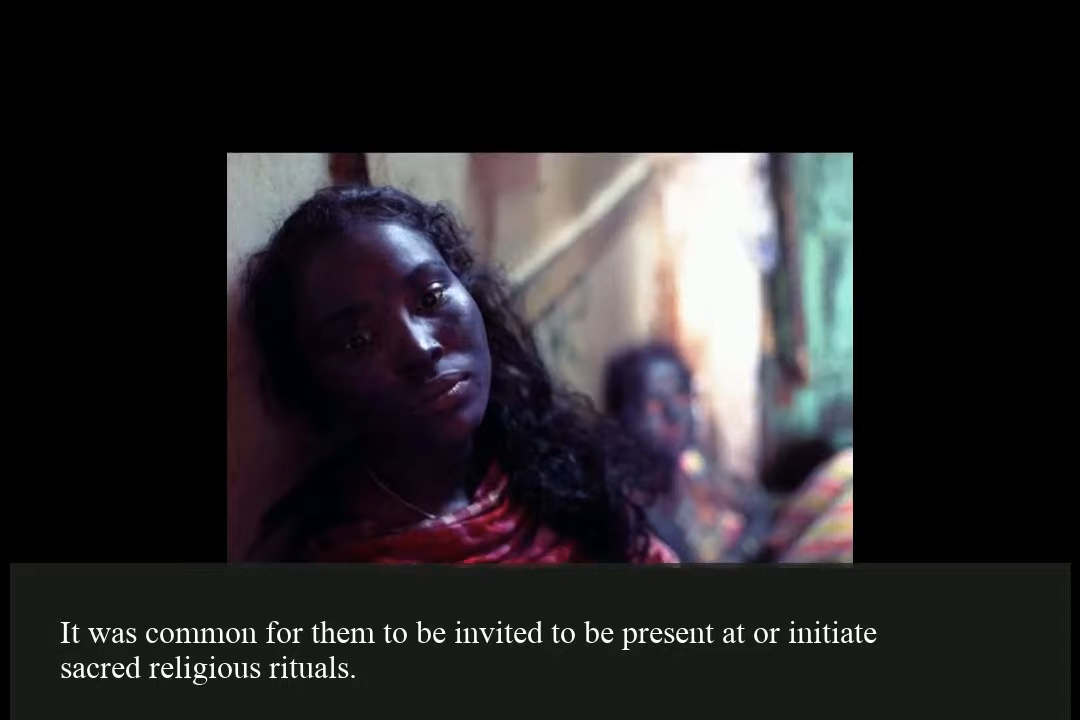 It was common for them to be invited to be present at or initiate
sacred religious rituals.